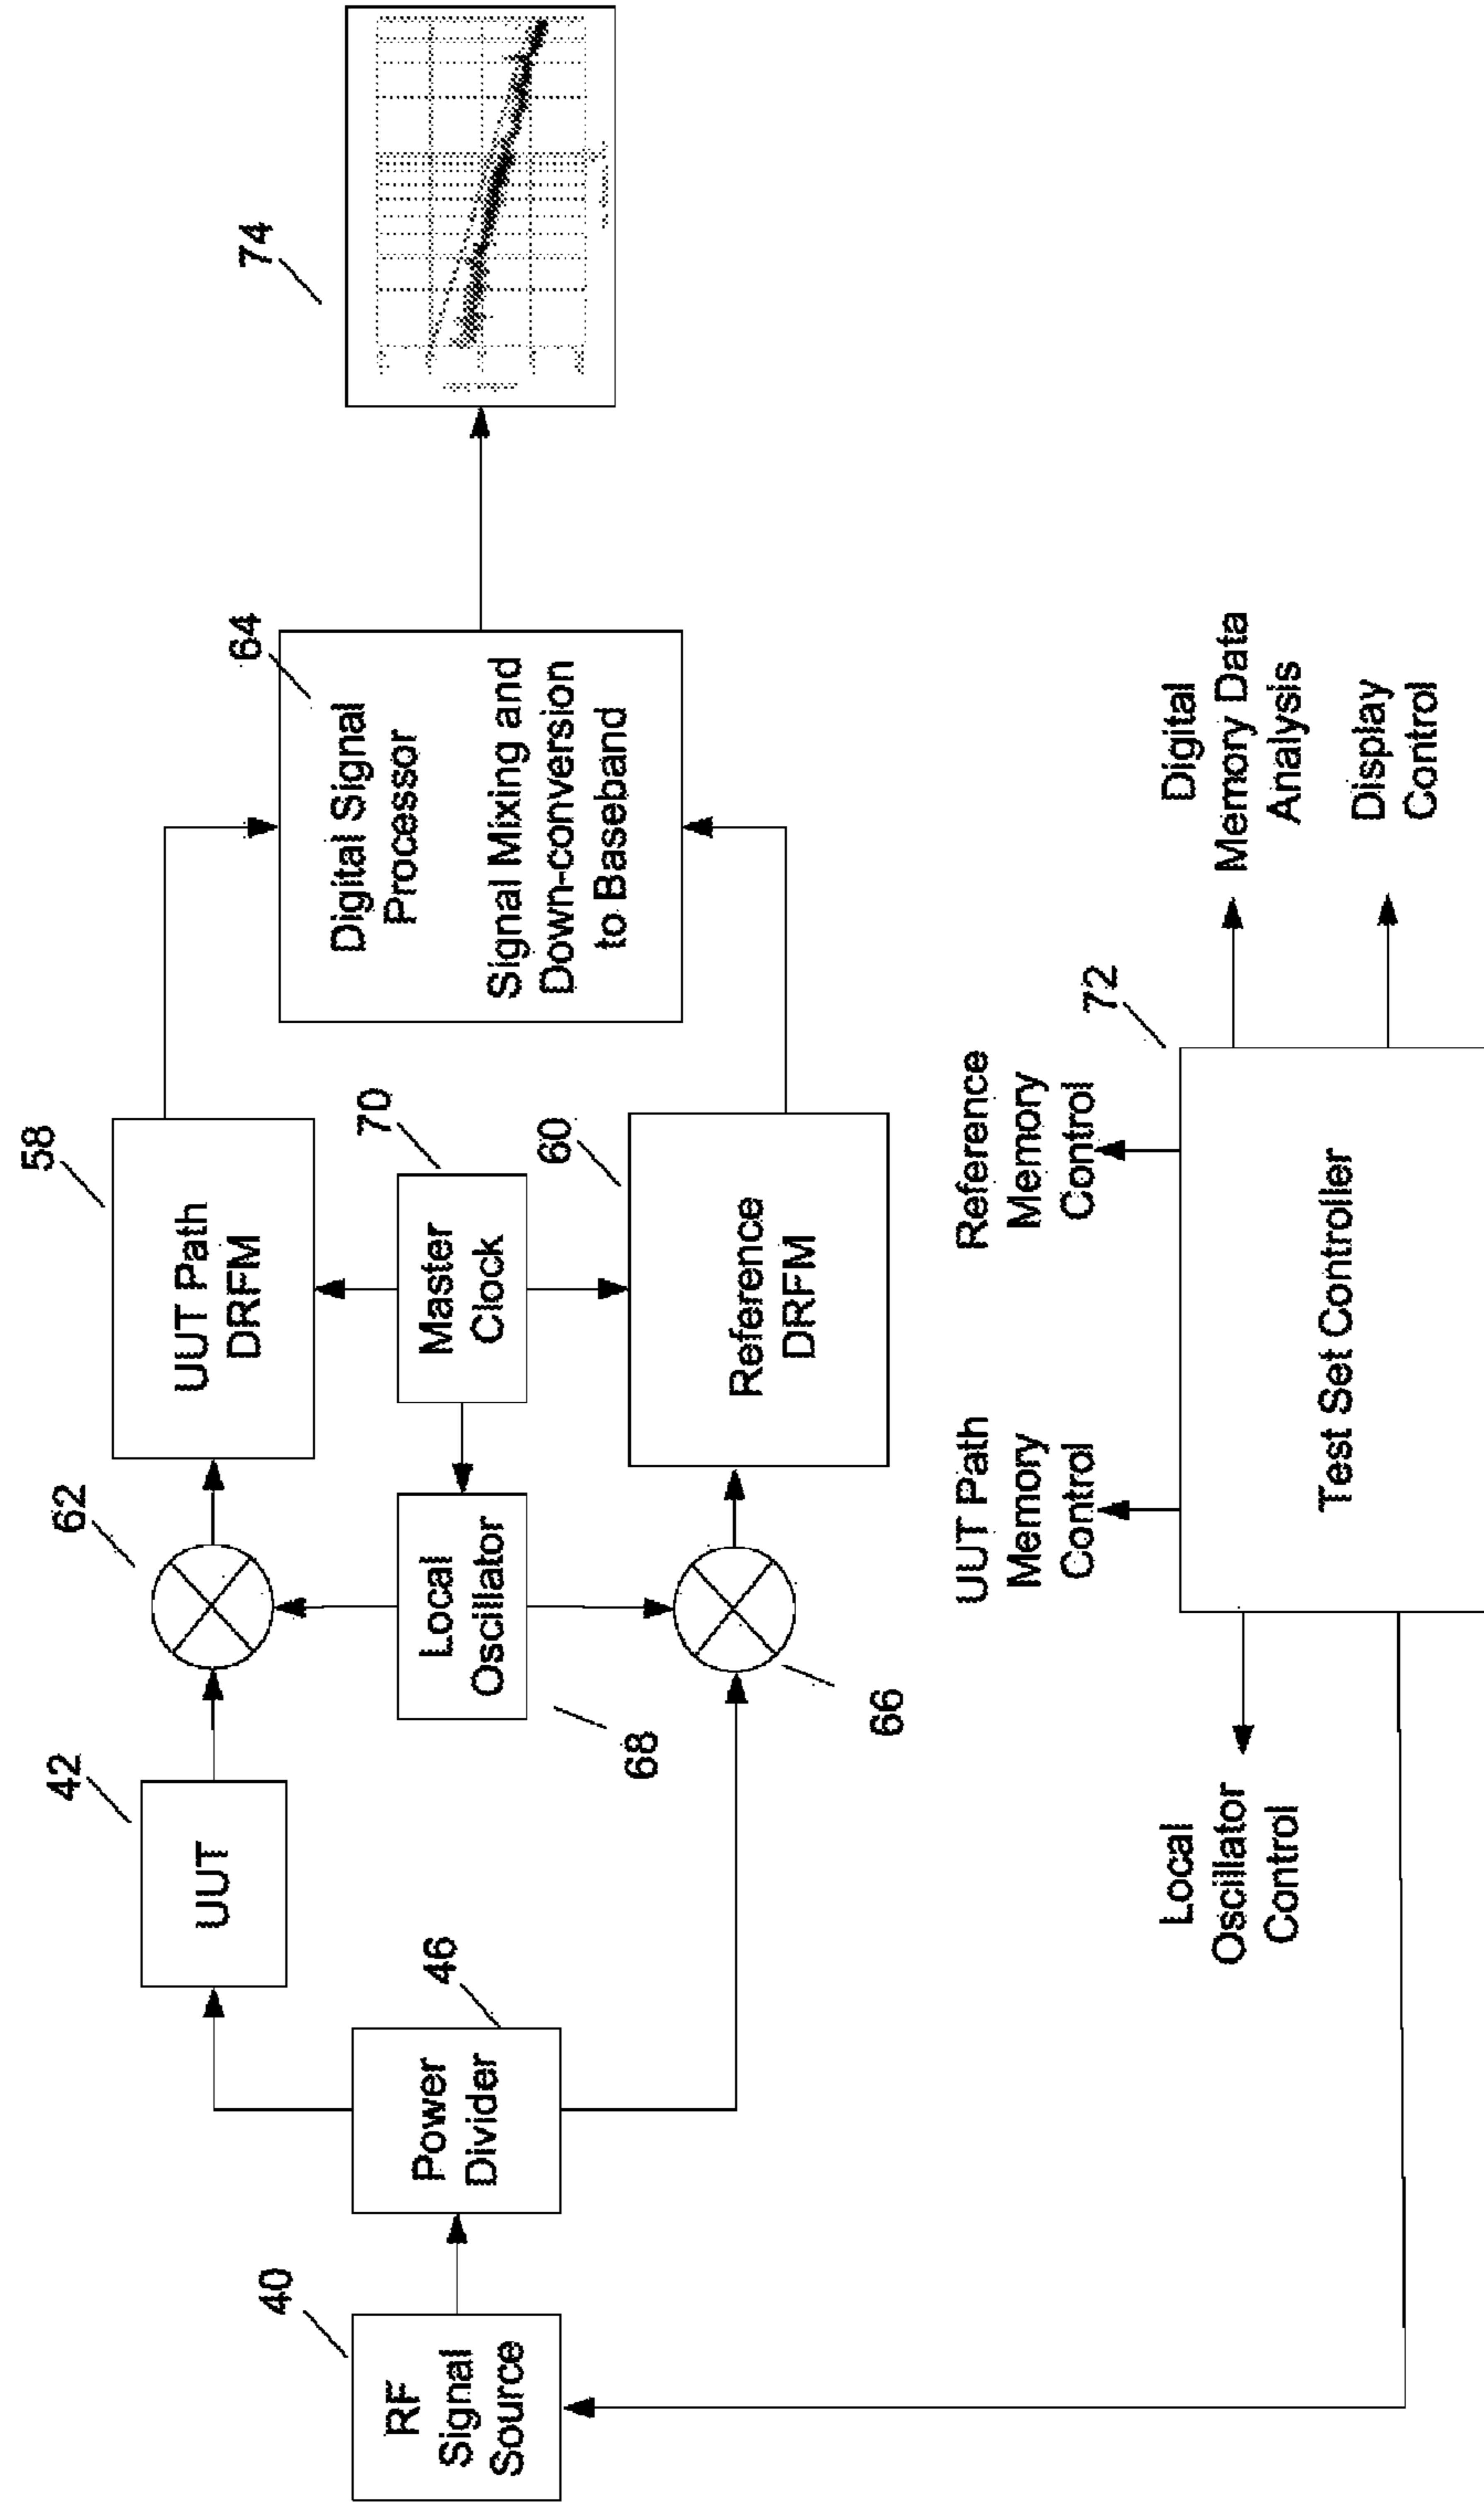 40
RF
Signal
Source
46
Power
Divider
42
UUT
62
68
Local
Oscillator
66
58
UUT Path
DRFM
70
Master
Clock
60
Reference
DRFM
64
Digital Signal
Processor
Signal Mixing and
Down-conversion
to Baseband
74
Local
Oscillator
Control
UUT Path
Memory
Control
Reference
Memory
Control
72
Test Set Controller
Digital
Memory Data
Analysis
Display
Control